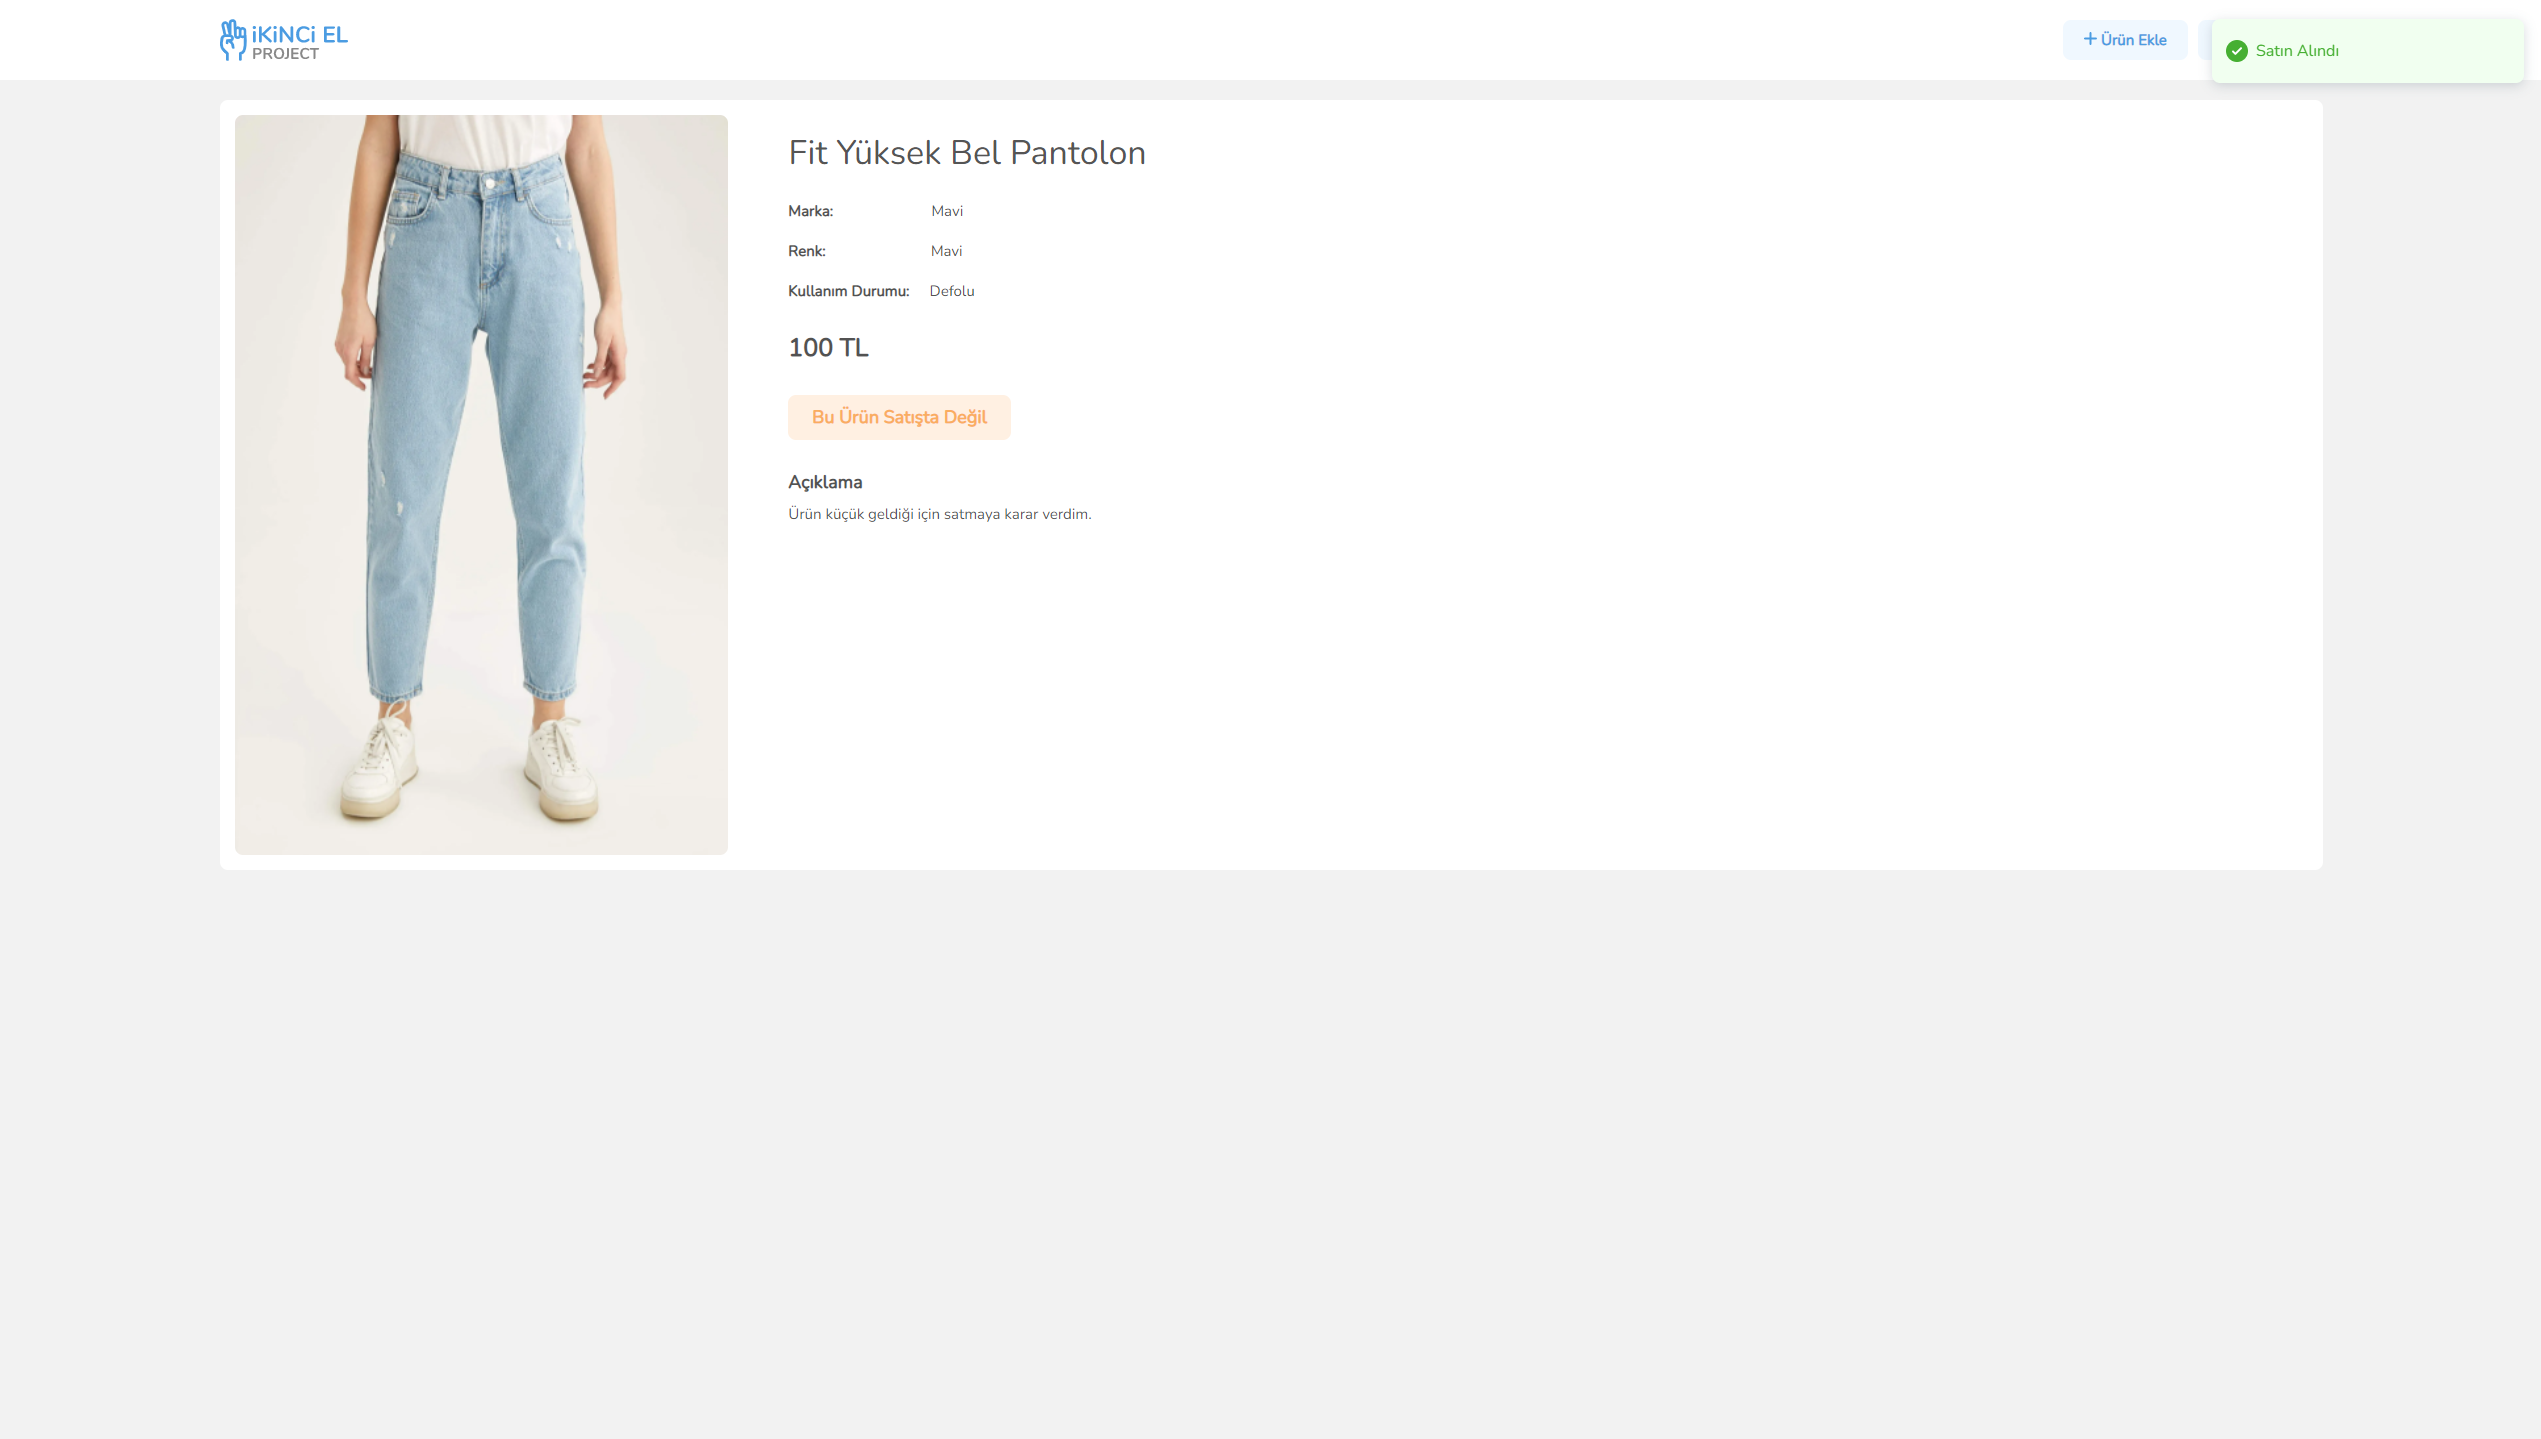 iKiNCi EL
PROJECT
+ Ürün Ekle
Satın Alındı
Fit Yüksek Bel Pantolon
Marka: Mavi
Renk: Mavi
Kullanım Durumu: Defolu
100 TL
Bu Ürün Satışta Değil
Açıklama
Ürün küçük geldiği için satmaya karar verdim.